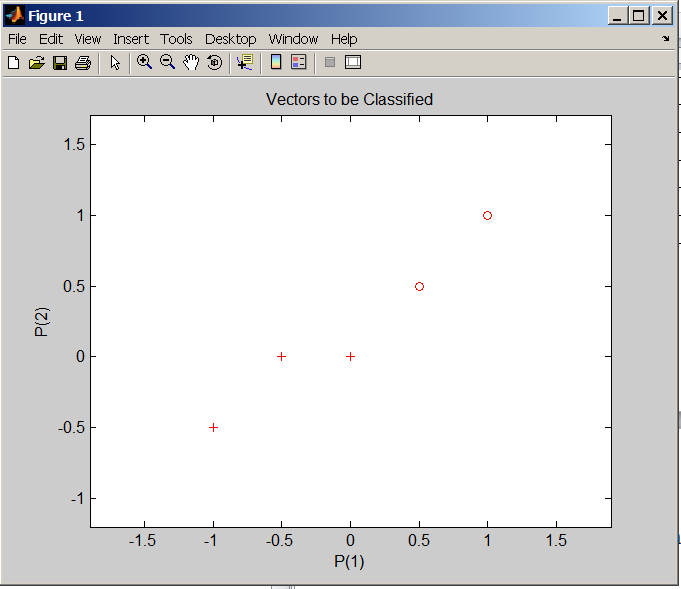 Figure 1
File Edit View Insert Tools Desktop Window Help
Vectors to be Classified
1.5
1
0.5
0
-0.5
-1
P(2)
-1.5 -1 -0.5 0 0.5 1 1.5
P(1)